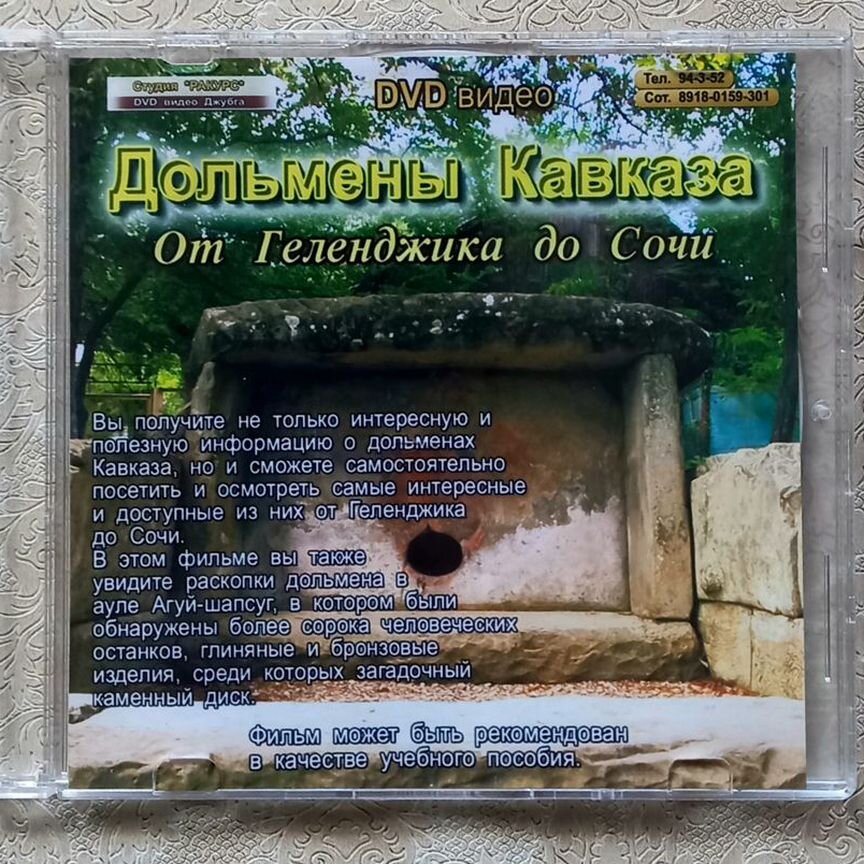 Студия "РАКУРС"
DVD видео Джубга
DVD видео
Тел. 94-3-52
Сот. 8918-0159-301
Дольмены Кавказа
От Геленджика до Сочи
Вы получите не только интересную и
полезную информацию о дольменах
Кавказа, но и сможете самостоятельно
посетить и осмотреть самые интересные
и доступные из них от Геленджика
до Сочи.
В этом фильме вы также
увидите раскопки дольмена в
ауле Агуй-шапсуг, в котором были
обнаружены более сорока человеческих
останков, глиняные и бронзовые
изделия, среди которых загадочный
каменный диск.
Фильм может быть рекомендован
в качестве учебного пособия.